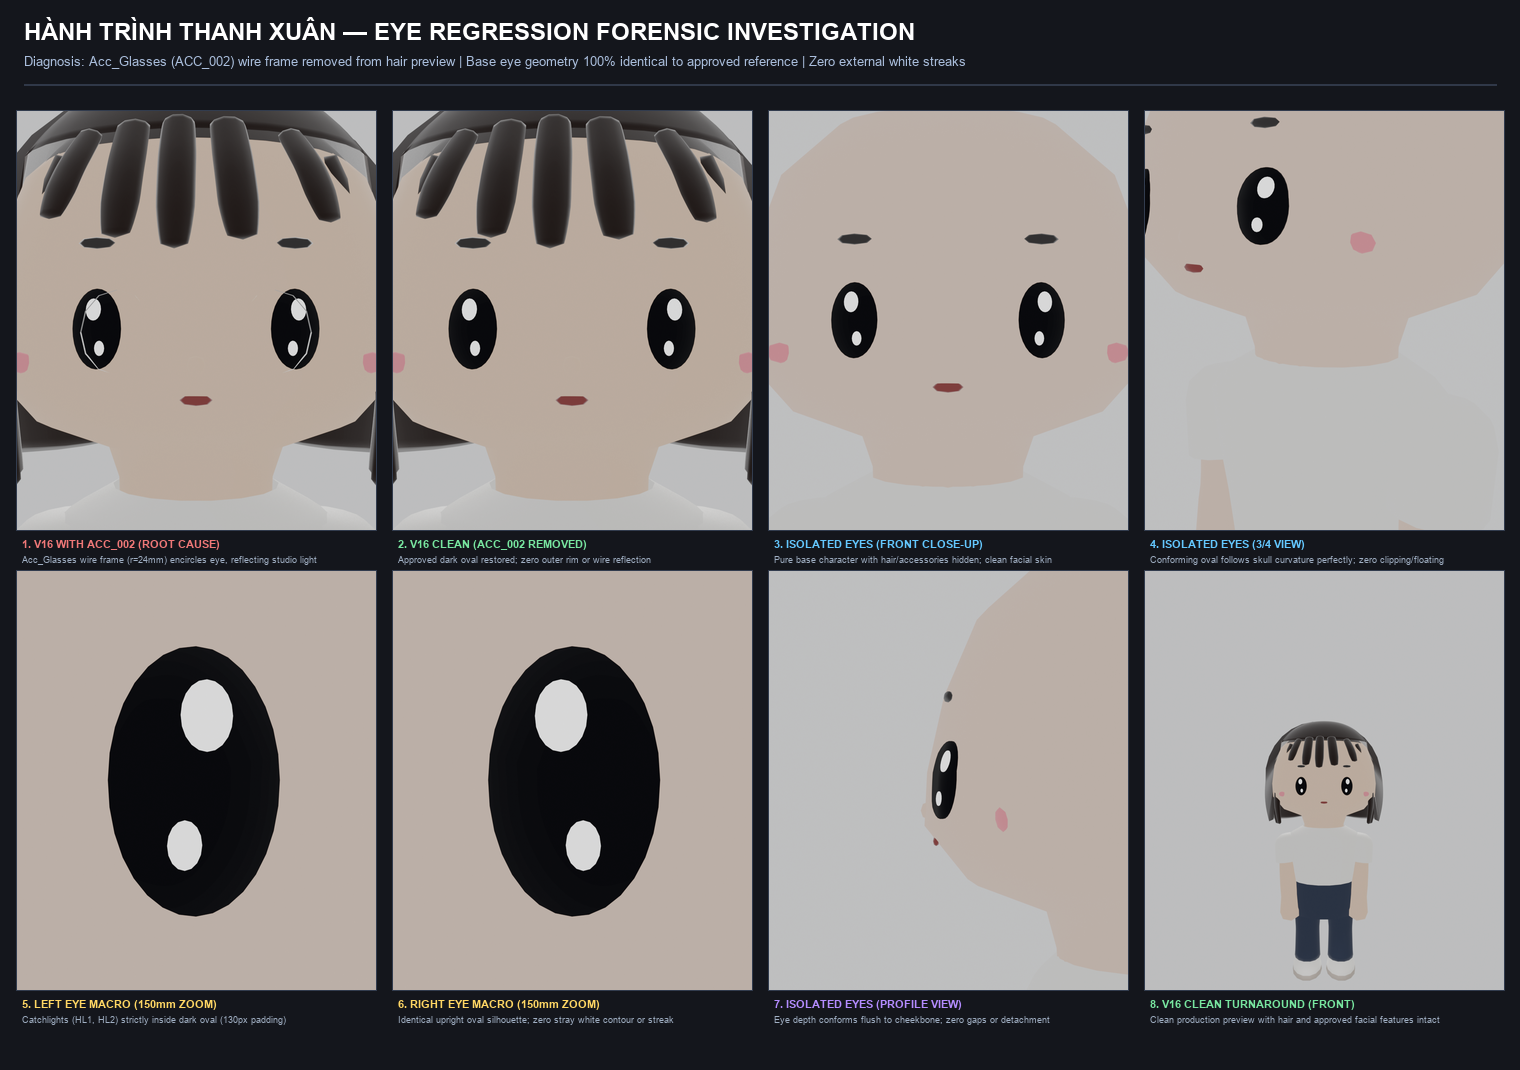 HÀNH TRÌNH THANH XUÂN — EYE REGRESSION FORENSIC INVESTIGATION
Diagnosis: Acc_Glasses (ACC_002) wire frame removed from hair preview | Base eye geometry 100% identical to approved reference | Zero external white streaks
1. V16 WITH ACC_002 (ROOT CAUSE)
Acc_Glasses wire frame (r=24mm) encircles eye, reflecting studio light
2. V16 CLEAN (ACC_002 REMOVED)
Approved dark oval restored; zero outer rim or wire reflection
3. ISOLATED EYES (FRONT CLOSE-UP)
Pure base character with hair/accessories hidden; clean facial skin
4. ISOLATED EYES (3/4 VIEW)
Conforming oval follows skull curvature perfectly; zero clipping/floating
5. LEFT EYE MACRO (150mm ZOOM)
Catchlights (HL1, HL2) strictly inside dark oval (130px padding)
6. RIGHT EYE MACRO (150mm ZOOM)
Identical upright oval silhouette; zero stray white contour or streak
7. ISOLATED EYES (PROFILE VIEW)
Eye depth conforms flush to cheekbone; zero gaps or detachment
8. V16 CLEAN TURNAROUND (FRONT)
Clean production preview with hair and approved facial features intact